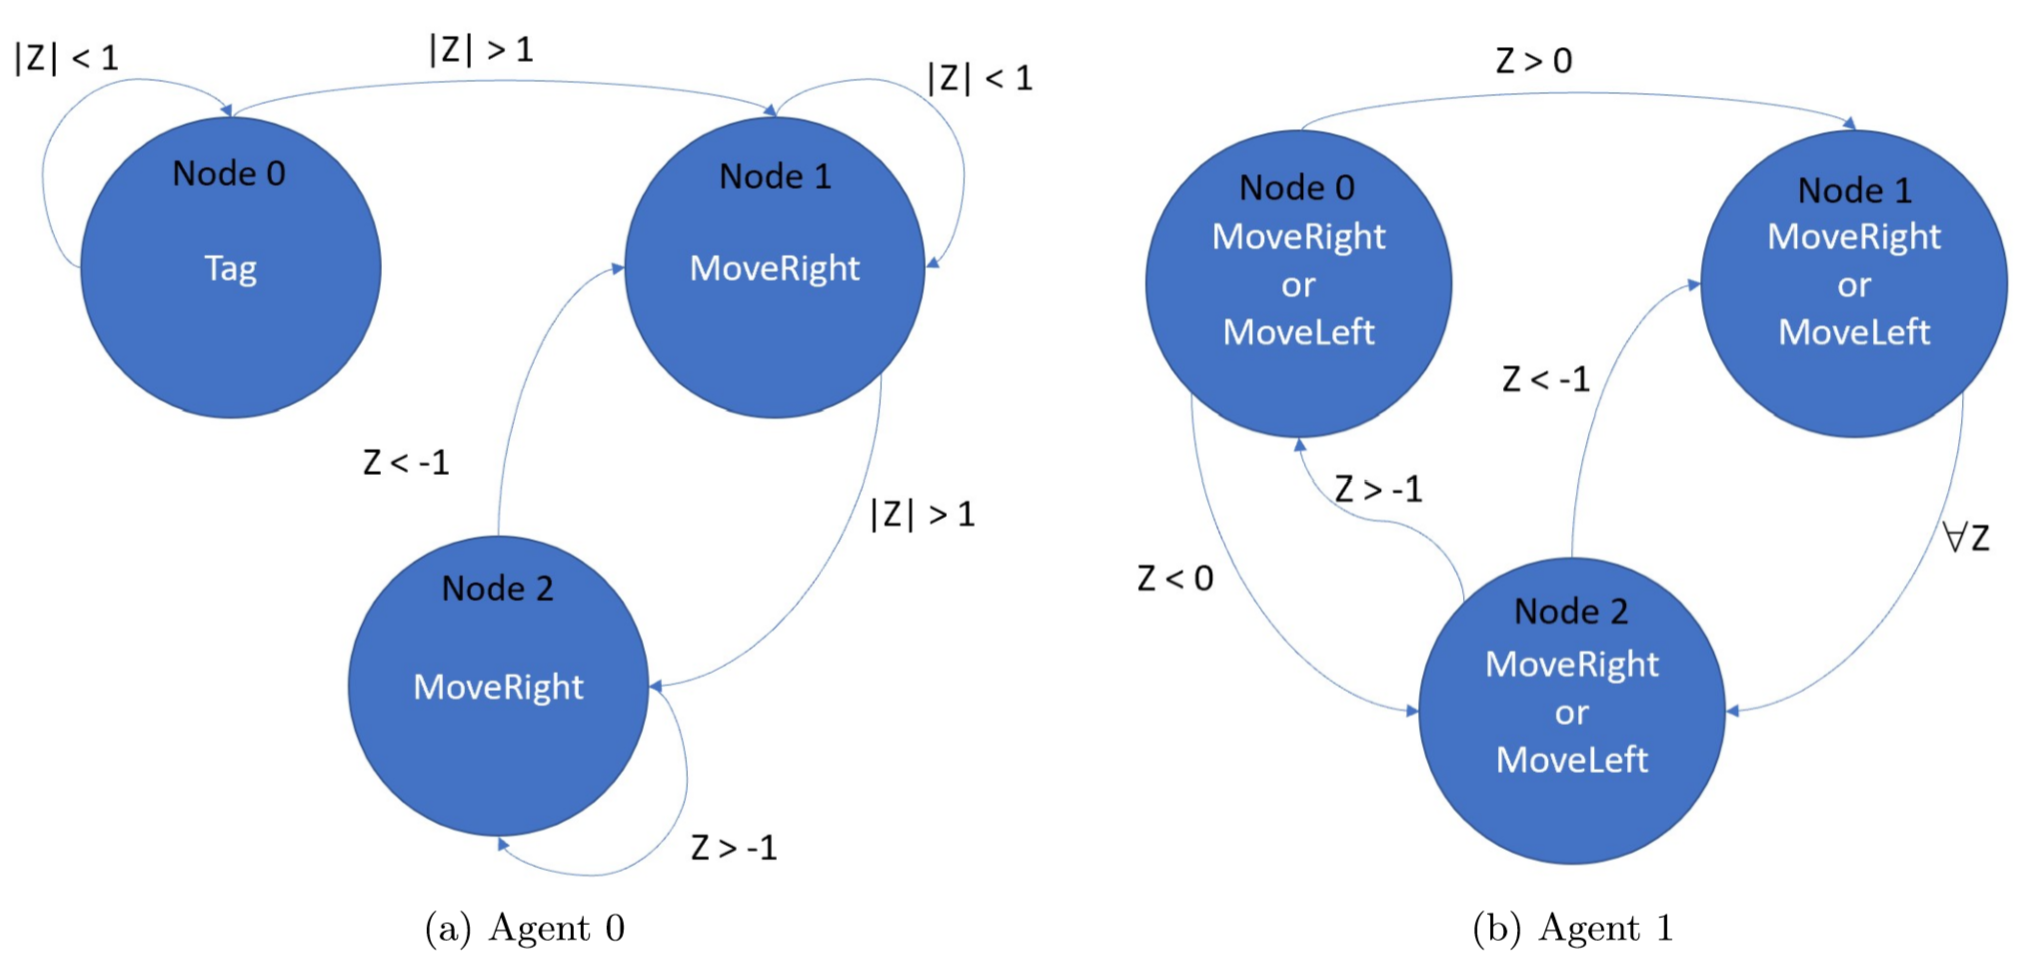 |Z| < 1
|Z| > 1
|Z| < 1
Node 0
Tag
Node 1
MoveRight
Z < -1
|Z| > 1
Node 2
MoveRight
Z > -1
(a) Agent 0
Z > 0
Node 0
MoveRight
or
MoveLeft
Node 1
MoveRight
or
MoveLeft
Z < -1
Z > -1
∀Z
Z < 0
Node 2
MoveRight
or
MoveLeft
(b) Agent 1